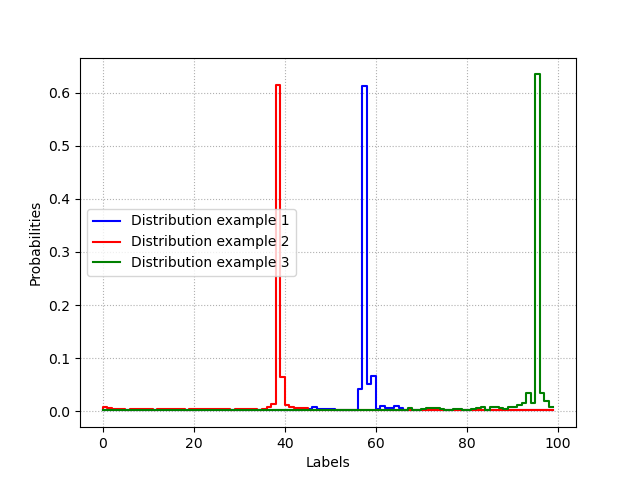 0.6
0.5
0.4
0.3
0.2
0.1
0.0
Probabilities
Distribution example 1
Distribution example 2
Distribution example 3
0 20 40 60 80 100
Labels